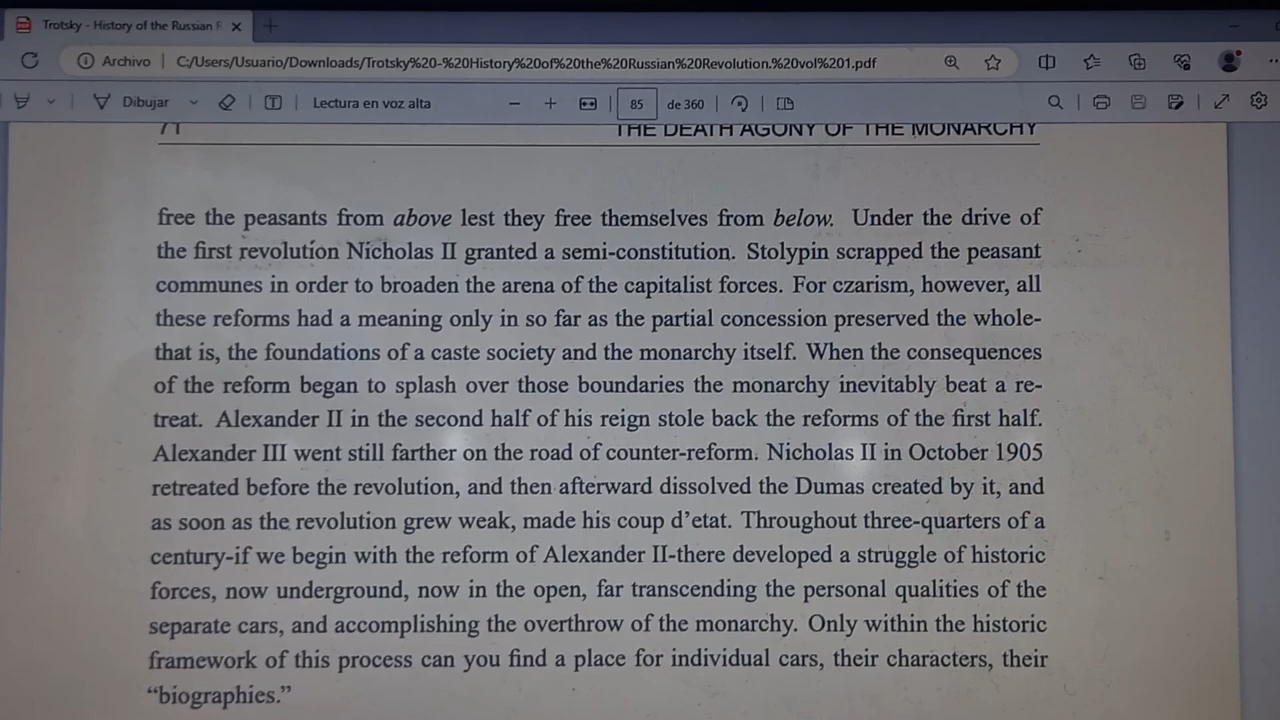 Trotsky - History of the Russian R
Archivo
C:/Users/Usuario/Downloads/Trotsky%20-%20History%20of%20the%20Russian%20Revolution.%20vol%201.pdf
Dibujar
Lectura en voz alta
85
de 360
71
THE DEATH AGONY OF THE MONARCHY
free the peasants from above lest they free themselves from below. Under the drive of
the first revolution Nicholas II granted a semi-constitution. Stolypin scrapped the peasant
communes in order to broaden the arena of the capitalist forces. For czarism, however, all
these reforms had a meaning only in so far as the partial concession preserved the whole-
that is, the foundations of a caste society and the monarchy itself. When the consequences
of the reform began to splash over those boundaries the monarchy inevitably beat a re-
treat. Alexander II in the second half of his reign stole back the reforms of the first half.
Alexander III went still farther on the road of counter-reform. Nicholas II in October 1905
retreated before the revolution, and then afterward dissolved the Dumas created by it, and
as soon as the revolution grew weak, made his coup d'etat. Throughout three-quarters of a
century-if we begin with the reform of Alexander II-there developed a struggle of historic
forces, now underground, now in the open, far transcending the personal qualities of the
separate cars, and accomplishing the overthrow of the monarchy. Only within the historic
framework of this process can you find a place for individual cars, their characters, their
“biographies.”